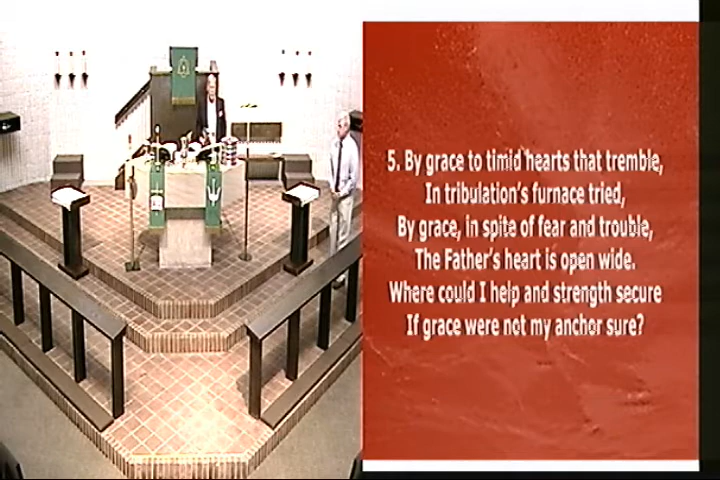 5. By grace to timid hearts that tremble,
In tribulation's furnace tried,
By grace, in spite of fear and trouble,
The Father's heart is open wide.
Where could I help and strength secure
If grace were not my anchor sure?